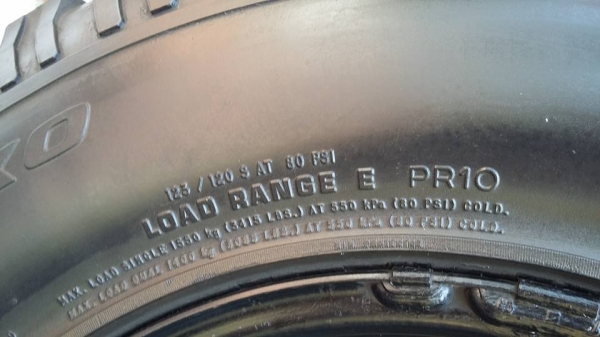 123 / 120 S AT 80 PSI
LOAD RANGE E PR10
MAX. LOAD SINGLE 1550 kg (3415 LBS.) AT 550 kPa (80 PSI) COLD.
MAX. LOAD DUAL 1400 kg (3085 LBS.) AT 550 kPa (80 PSI) COLD.